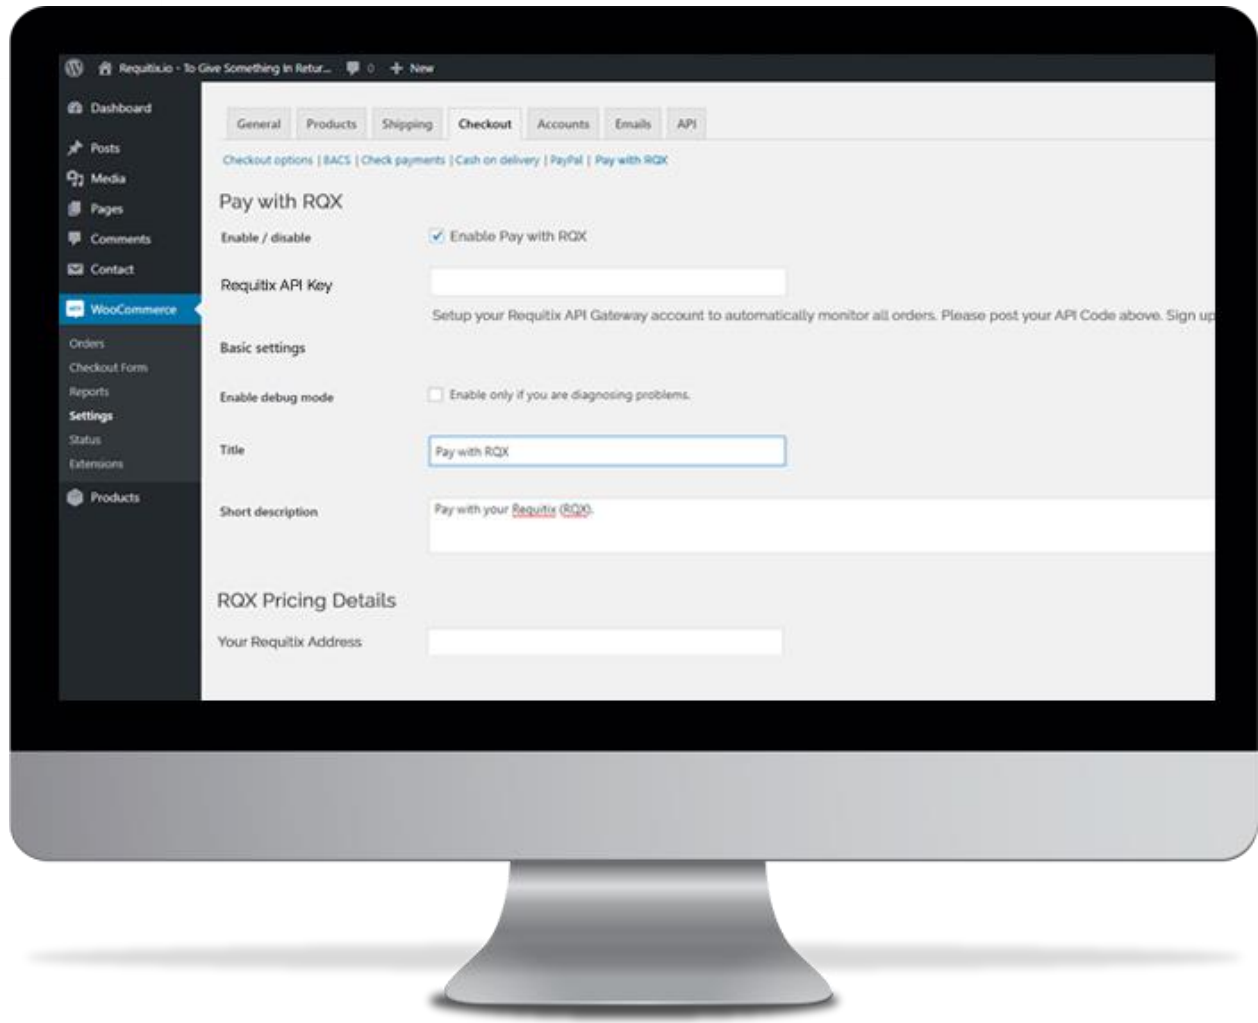 Requitix.io - To Give Something In Retur... 0 New
Dashboard
Posts
Media
Pages
Comments
Contact
WooCommerce
Orders
Checkout Form
Reports
Settings
Status
Extensions
Products
General Products Shipping Checkout Accounts Emails API
Checkout options | BACS | Check payments | Cash on delivery | PayPal | Pay with RQX
Pay with RQX
Enable / disable Enable Pay with RQX
Requitix API Key
Setup your Requitix API Gateway account to automatically monitor all orders. Please post your API Code above. Sign up
Basic settings
Enable debug mode Enable only if you are diagnosing problems.
Title Pay with RQX
Short description Pay with your Requitix (RQX).
RQX Pricing Details
Your Requitix Address